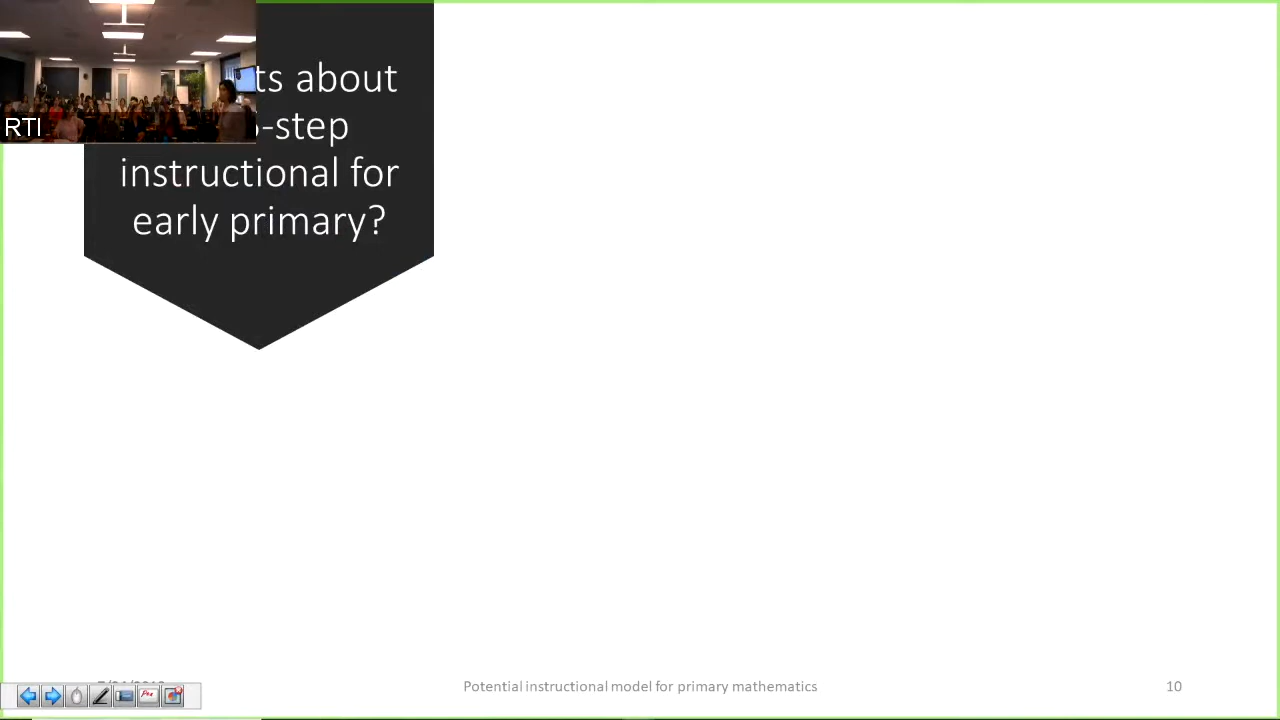 RTI
ts about
-step
instructional for
early primary?
Potential instructional model for primary mathematics
10